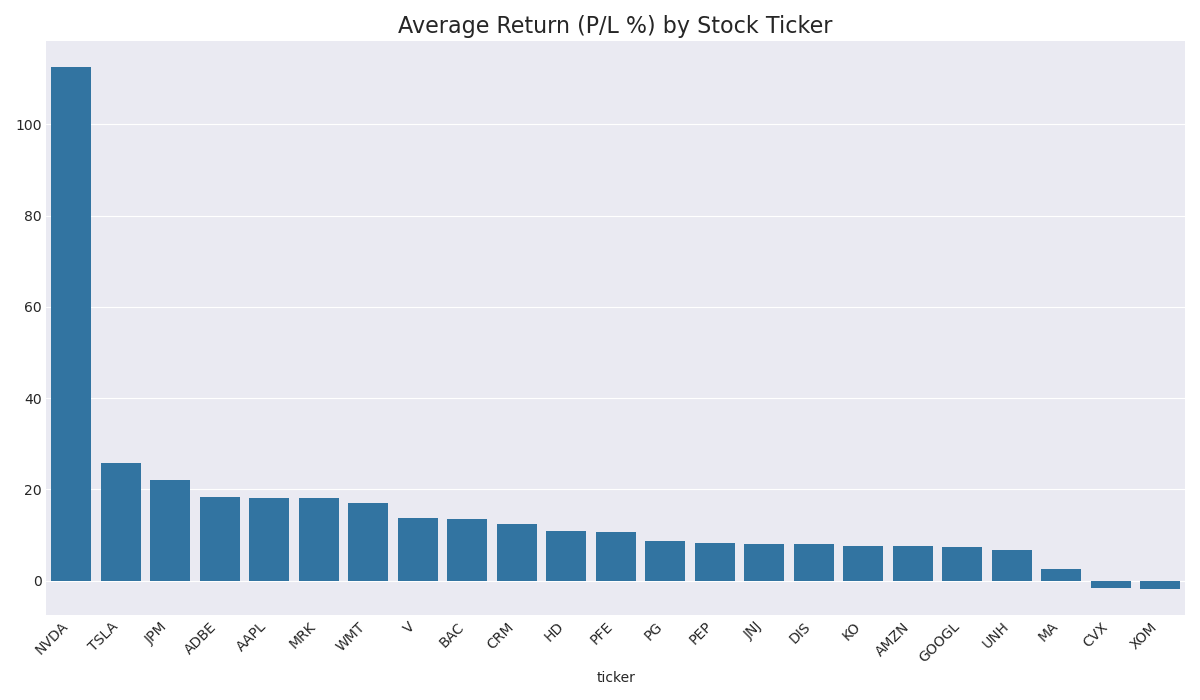 Average Return (P/L %) by Stock Ticker
100
80
60
40
20
0
NVDA
TSLA
JPM
ADBE
AAPL
MRK
WMT
V
BAC
CRM
HD
PFE
PG
PEP
JNJ
DIS
KO
AMZN
GOOGL
UNH
MA
CVX
XOM
ticker